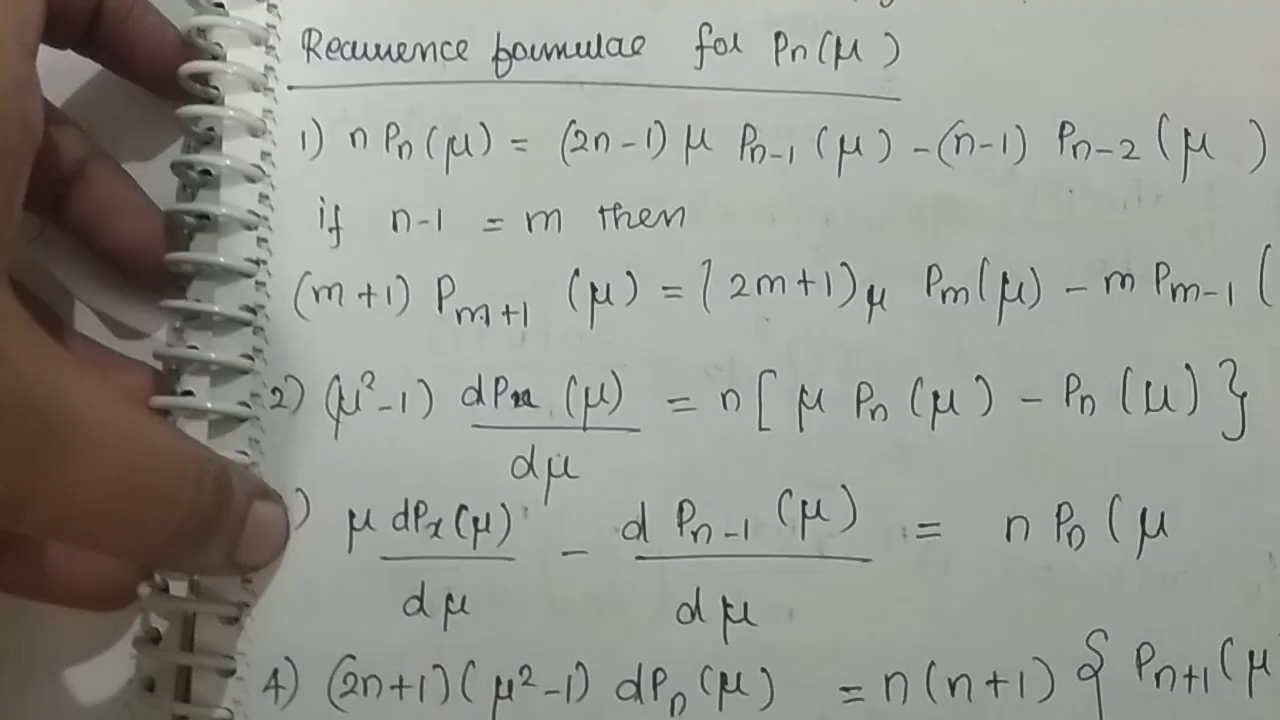 Recurrence formulae for Pn(μ)
1) n Pn(μ) = (2n-1) μ Pn-1(μ) - (n-1) Pn-2(μ)
if n-1 = m then
(m+1) Pm+1 (μ) = (2m+1)μ Pm(μ) - m Pm-1 (
2) (μ²-1) dPn (μ) = n[ μ Pn (μ) - Pn (μ) }
dμ
) μ dPx(μ) - d Pn-1 (μ) = n Pn (μ
dμ dμ
4) (2n+1)(μ²-1) dPn(μ) = n(n+1) { Pn+1(μ